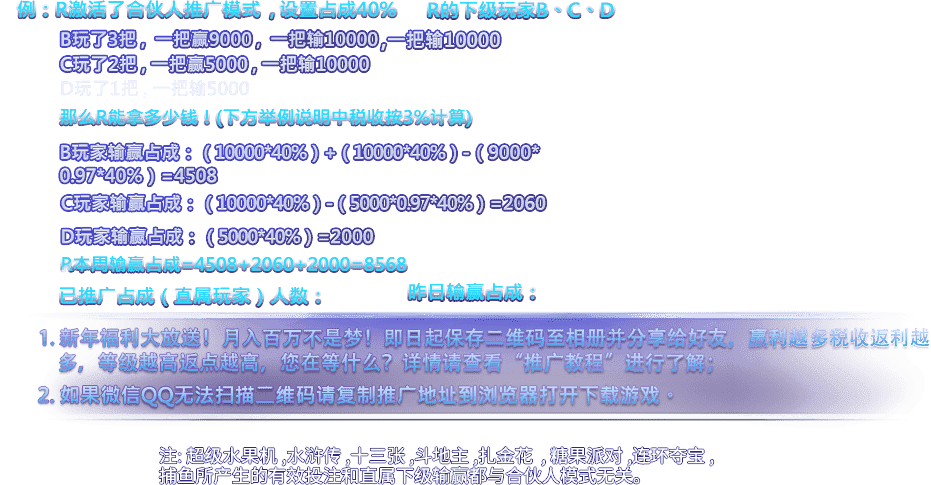 例：R激活了合伙人推广模式，设置占成40%　R的下级玩家B、C、D
B玩了3把，一把赢9000，一把输10000,一把输10000
C玩了2把，一把赢5000，一把输10000
D玩了1把，一把输5000
那么R能拿多少钱！(下方举例说明中税收按3%计算)
B玩家输赢占成：（10000*40%）+（10000*40%）-（9000*
0.97*40%）=4508
C玩家输赢占成：（10000*40%）-（5000*0.97*40%）=2060
D玩家输赢占成：（5000*40%）=2000
R本周输赢占成=4508+2060+2000=8568
已推广占成（直属玩家）人数：　昨日输赢占成：
1. 新年福利大放送！月入百万不是梦！即日起保存二维码至相册并分享给好友，赢利越多税收返利越
多，等级越高返点越高，您在等什么？详情请查看“推广教程”进行了解；
2. 如果微信QQ无法扫描二维码请复制推广地址到浏览器打开下载游戏。
注: 超级水果机 ,水浒传 ,十三张 ,斗地主 ,扎金花 ，糖果派对 ,连环夺宝 ,
捕鱼所产生的有效投注和直属下级输赢都与合伙人模式无关。